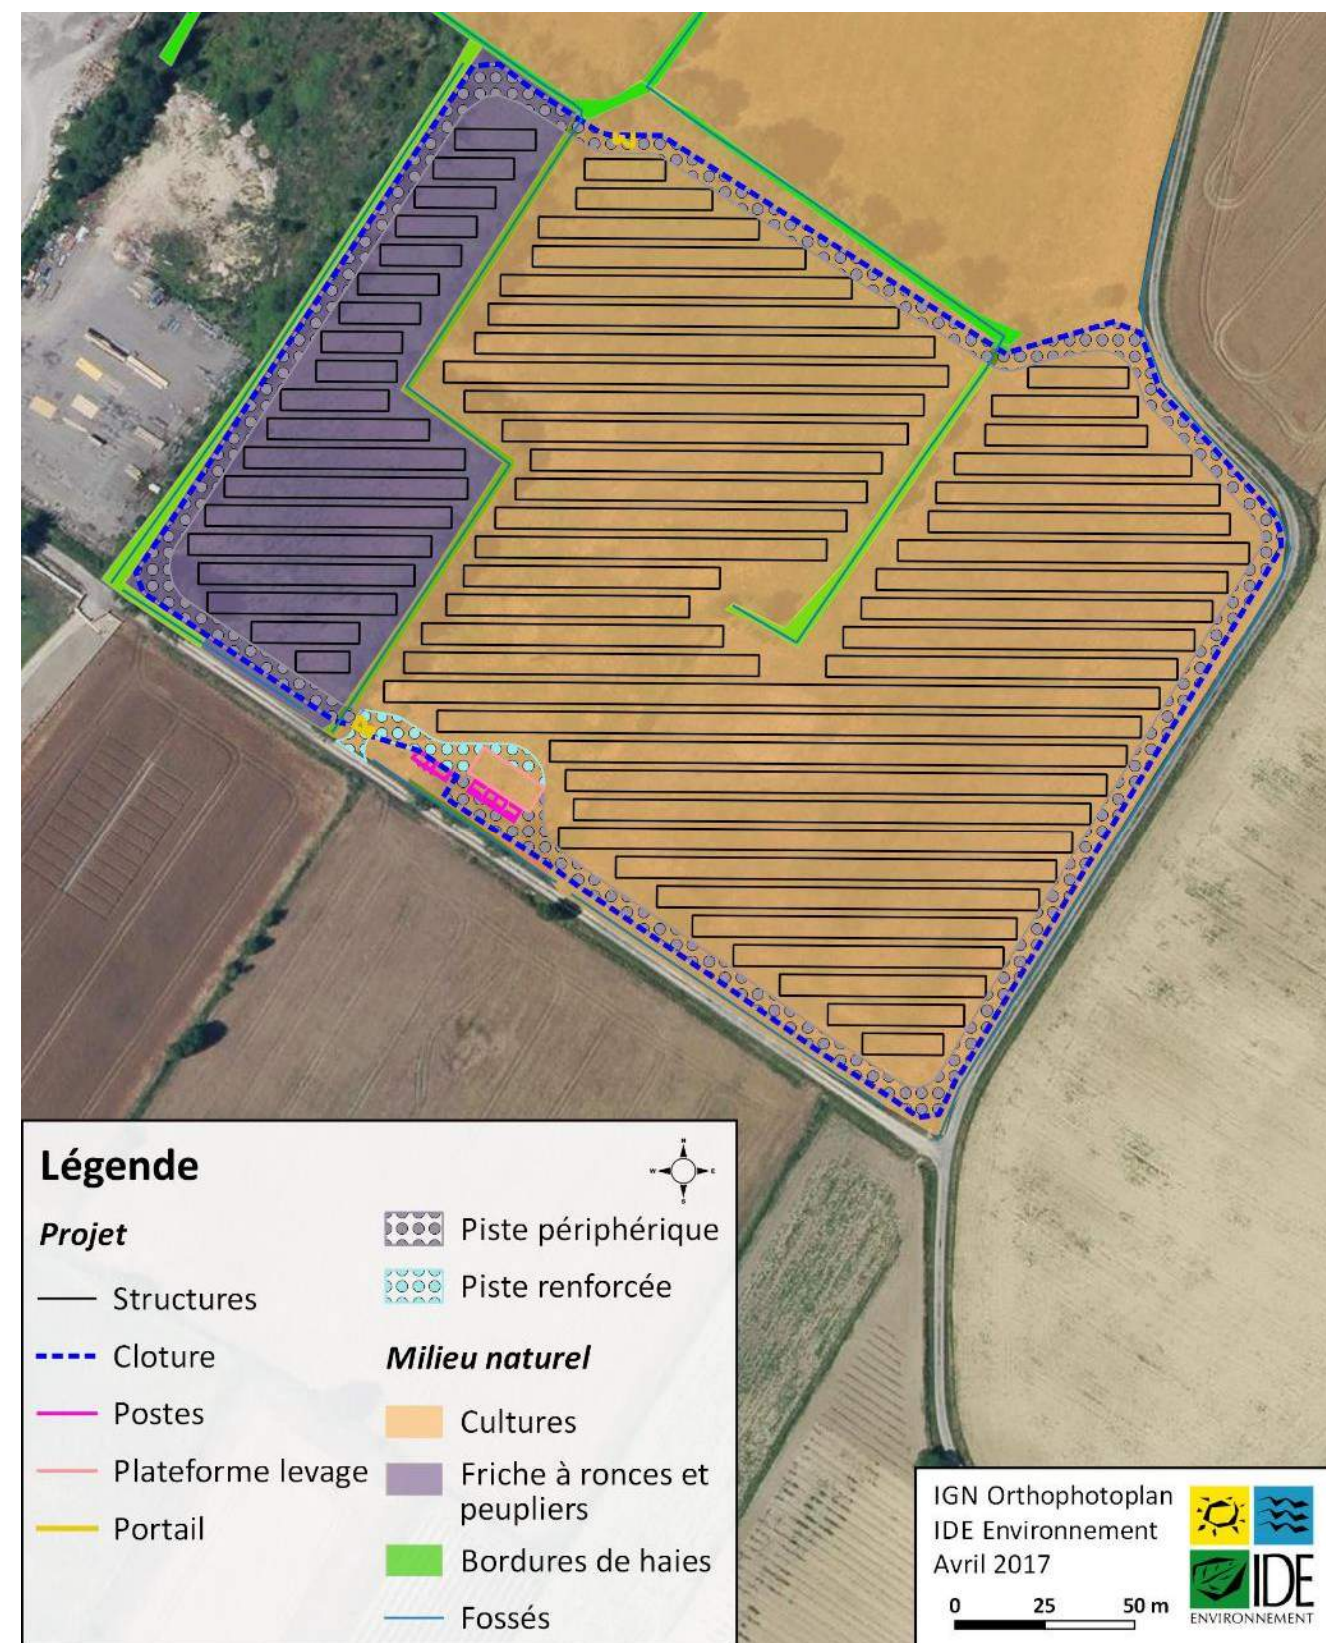 Légende
N
W E
S
Projet
Structures
Cloture
Postes
Plateforme levage
Portail
Piste périphérique
Piste renforcée
Milieu naturel
Cultures
Friche à ronces et
peupliers
Bordures de haies
Fossés
IGN Orthophotoplan
IDE Environnement
Avril 2017
0 25 50 m
IDE
ENVIRONNEMENT